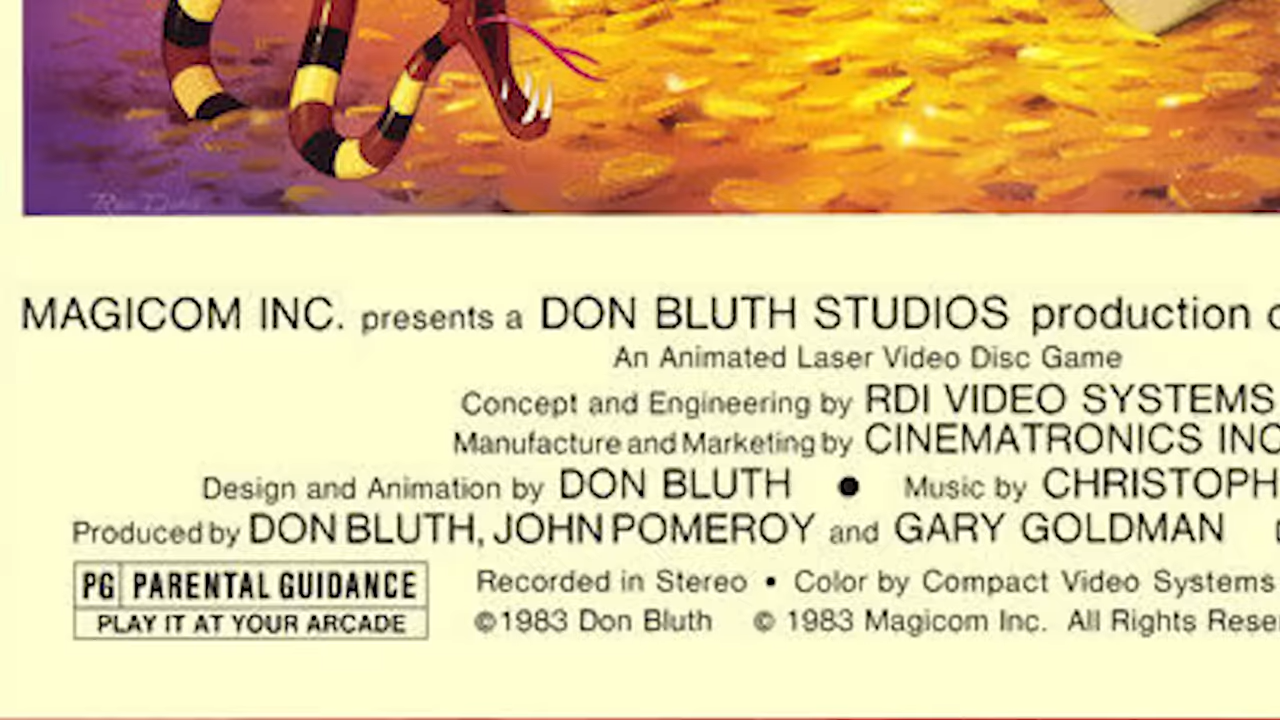 MAGICOM INC. presents a DON BLUTH STUDIOS production
An Animated Laser Video Disc Game
Concept and Engineering by RDI VIDEO SYSTEMS
Manufacture and Marketing by CINEMATRONICS INC
Design and Animation by DON BLUTH ● Music by CHRISTOPH
Produced by DON BLUTH, JOHN POMEROY and GARY GOLDMAN
PG PARENTAL GUIDANCE
PLAY IT AT YOUR ARCADE
Recorded in Stereo • Color by Compact Video Systems
©1983 Don Bluth © 1983 Magicom Inc. All Rights Rese